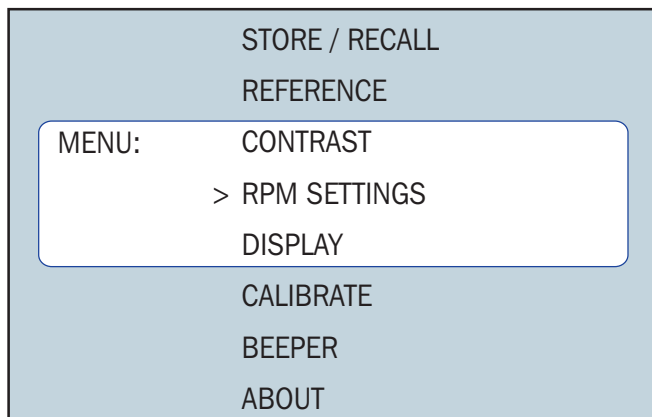 STORE / RECALL
REFERENCE
MENU: CONTRAST
> RPM SETTINGS
DISPLAY
CALIBRATE
BEEPER
ABOUT